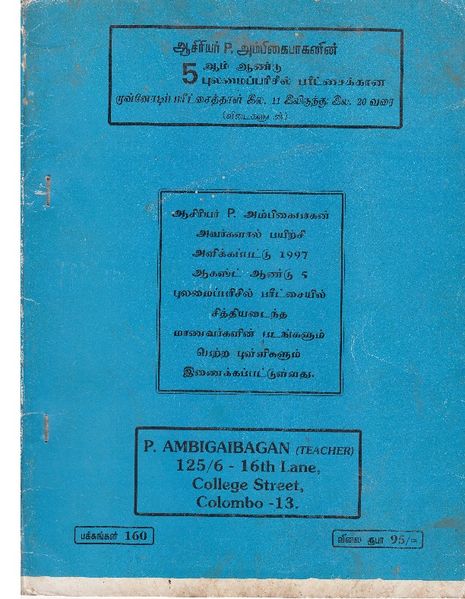 ஆசிரியர் P. அம்பிகைபாகனின்
5 ஆம் ஆண்டு
புலமைப்பரிசில் பரீட்சைக்கான
முன்னோடிப் பரீட்சைத்தாள் இல. 11 இலிருந்து இல. 20 வரை
(விடைகளுடன்)
ஆசிரியர் P. அம்பிகைபாகன்
அவர்களால் பயிற்சி
அளிக்கப்பட்டு 1997
ஆகஸ்ட் ஆண்டு 5
புலமைப்பரிசில் பரீட்சையில்
சித்தியடைந்த
மாணவர்களின் படங்களும்
பெற்ற புள்ளிகளும்
இணைக்கப்பட்டுள்ளது.
P. AMBIGAIBAGAN (TEACHER)
125/6 - 16th Lane,
College Street,
Colombo -13.
பக்கங்கள் 160
விலை ரூபா 95/=